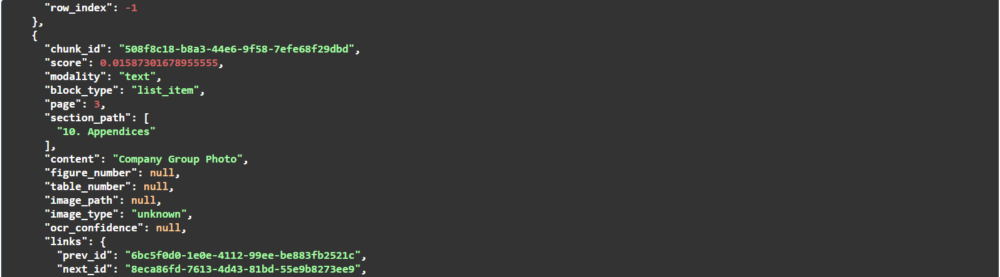 "row_index": -1
},
{
"chunk_id": "508f8c18-b8a3-44e6-9f58-7efe68f29dbd",
"score": 0.01587301678955555,
"modality": "text",
"block_type": "list_item",
"page": 3,
"section_path": [
"10. Appendices"
],
"content": "Company Group Photo",
"figure_number": null,
"table_number": null,
"image_path": null,
"image_type": "unknown",
"ocr_confidence": null,
"links": {
"prev_id": "6bc5f0d0-1e0e-4112-99ee-be883fb2521c",
"next_id": "8eca86fd-7613-4d43-81bd-55e9b8273ee9",